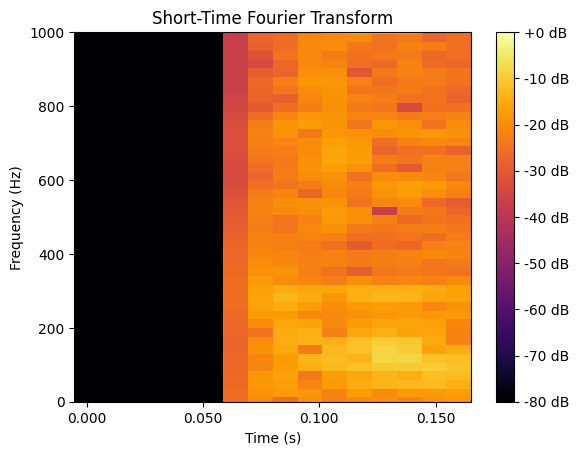 Short-Time Fourier Transform
Frequency (Hz)
1000
800
600
400
200
0
0.000 0.050 0.100 0.150
Time (s)
+0 dB
-10 dB
-20 dB
-30 dB
-40 dB
-50 dB
-60 dB
-70 dB
-80 dB